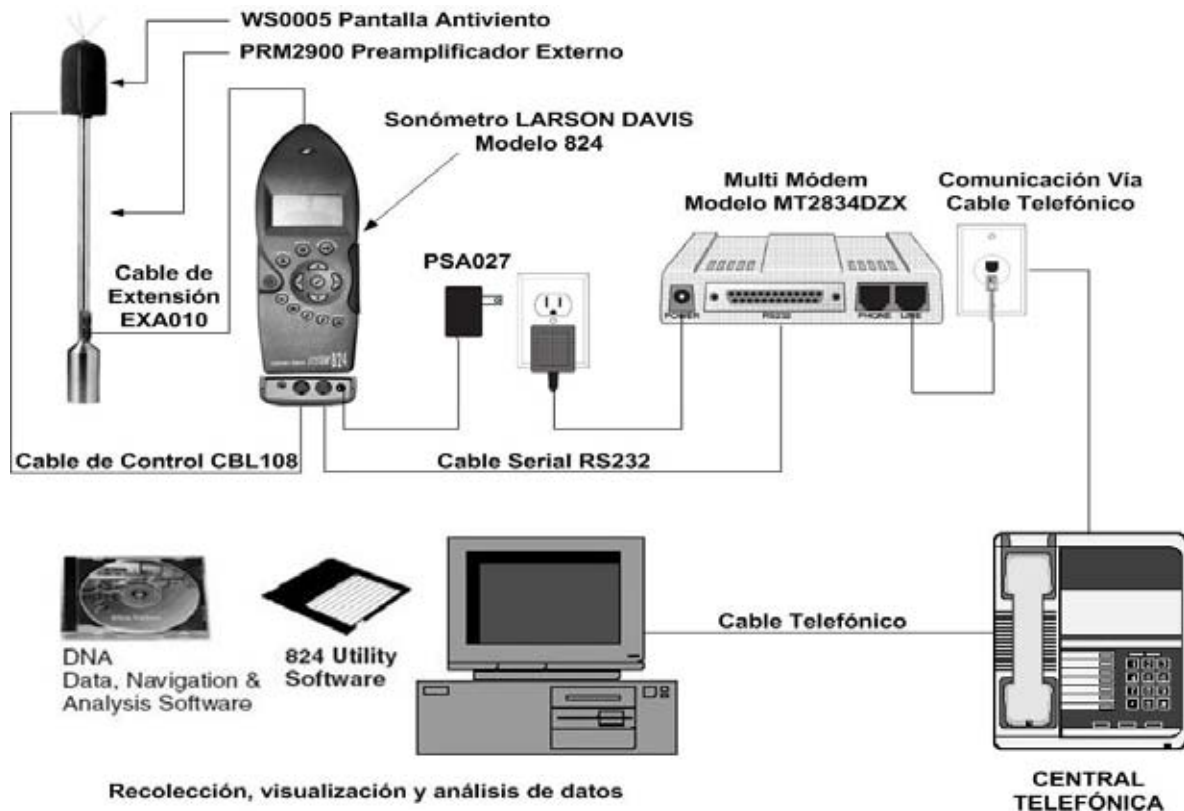 WS0005 Pantalla Antiviento
PRM2900 Preamplificador Externo
Sonómetro LARSON DAVIS
Modelo 824
Multi Módem
Modelo MT2834DZX
Comunicación Vía
Cable Telefónico
PSA027
Cable de
Extensión
EXA010
824
POWER
RS232
PHONE
LINE
Cable de Control CBL108
Cable Serial RS232
Cable Telefónico
DNA
Data, Navigation &
Analysis Software
824 Utility
Software
Recolección, visualización y análisis de datos
CENTRAL
TELEFÓNICA